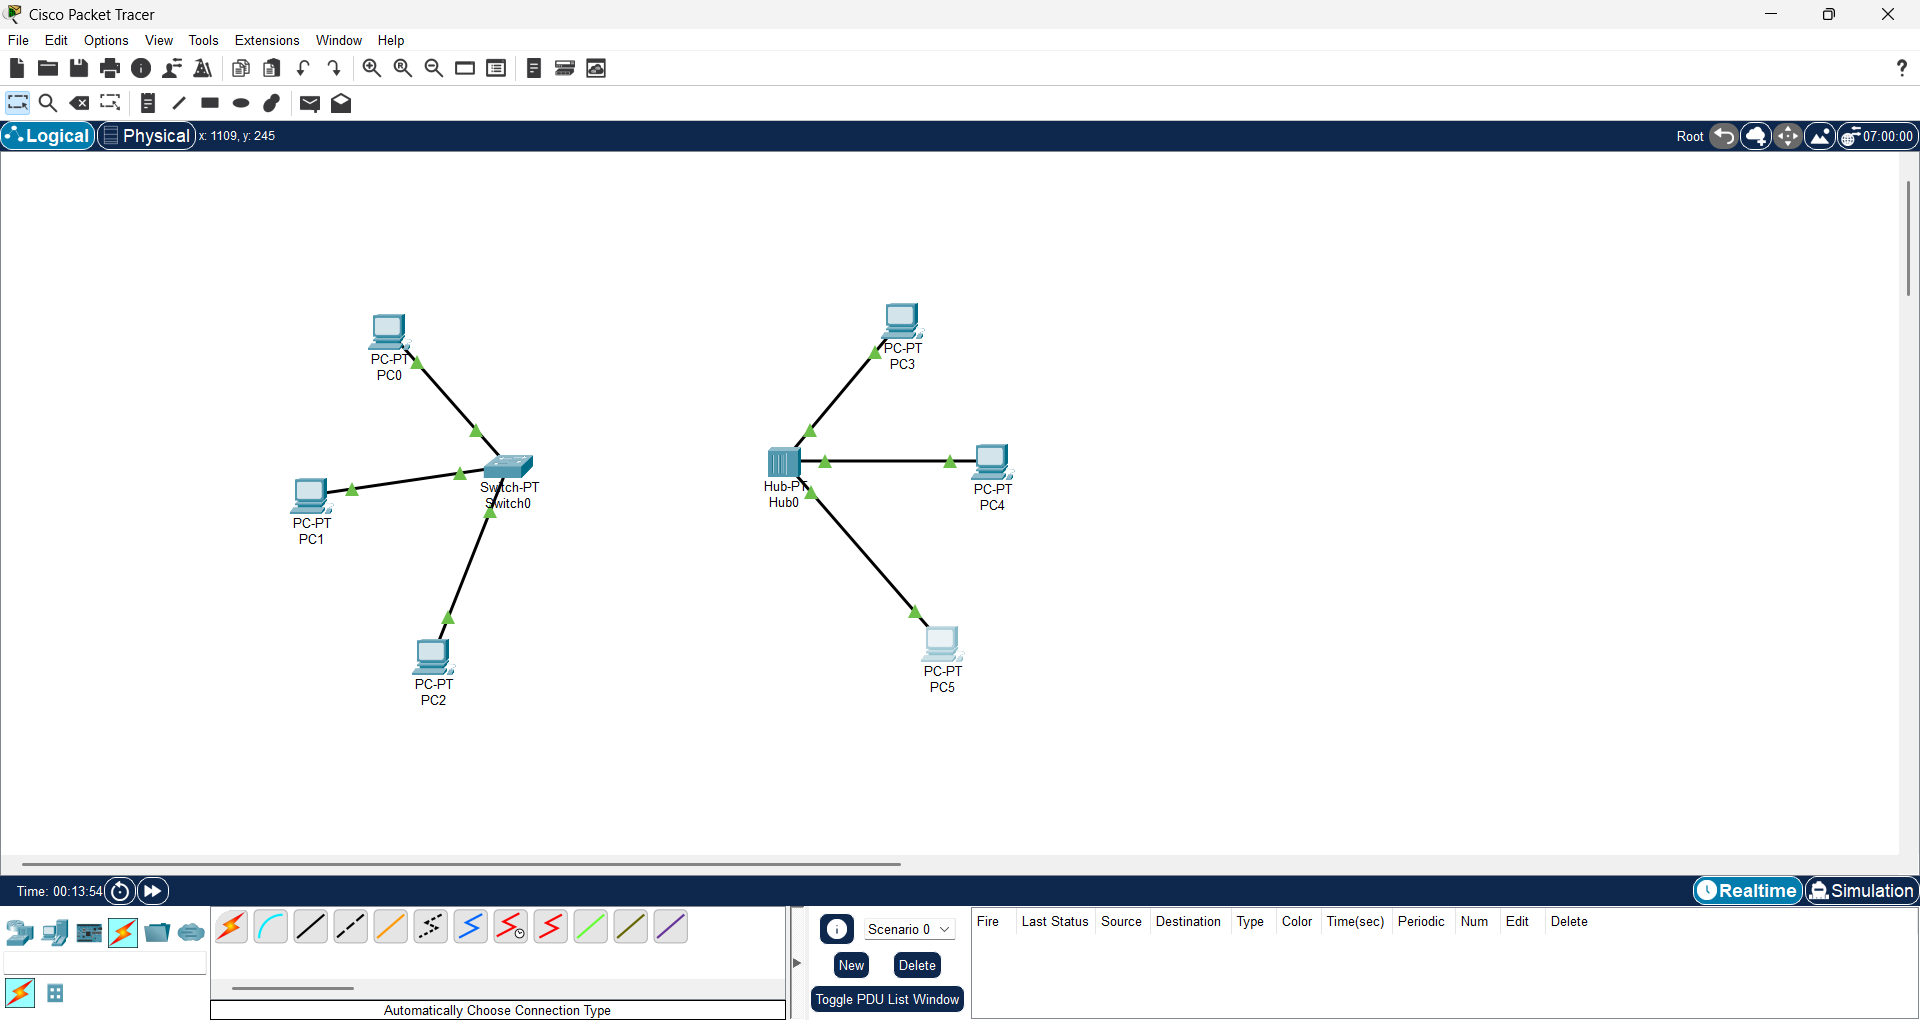 Cisco Packet Tracer
File Edit Options View Tools Extensions Window Help
?
Logical Physical x: 1109, y: 245 Root 07:00:00
PC-PT
PC0
PC-PT
PC3
Switch-PT
Switch0
Hub-PT
Hub0
PC-PT
PC4
PC-PT
PC1
PC-PT
PC5
PC-PT
PC2
Time: 00:13:54 Realtime Simulation
Scenario 0
New Delete
Toggle PDU List Window
Fire Last Status Source Destination Type Color Time(sec) Periodic Num Edit Delete
Automatically Choose Connection Type